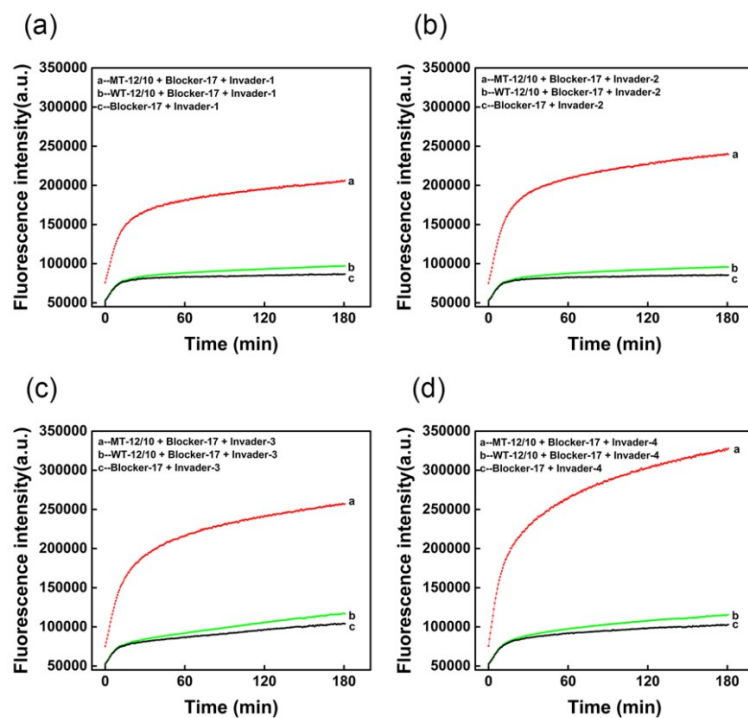 (a)
Fluorescence intensity(a.u.)
350000
300000
250000
200000
150000
100000
50000
a--MT-12/10 + Blocker-17 + Invader-1
b--WT-12/10 + Blocker-17 + Invader-1
c--Blocker-17 + Invader-1
a
b
c
0 60 120 180
Time (min)
(b)
Fluorescence intensity(a.u.)
350000
300000
250000
200000
150000
100000
50000
a--MT-12/10 + Blocker-17 + Invader-2
b--WT-12/10 + Blocker-17 + Invader-2
c--Blocker-17 + Invader-2
a
b
c
0 60 120 180
Time (min)
(c)
Fluorescence intensity(a.u.)
350000
300000
250000
200000
150000
100000
50000
a--MT-12/10 + Blocker-17 + Invader-3
b--WT-12/10 + Blocker-17 + Invader-3
c--Blocker-17 + Invader-3
a
b
c
0 60 120 180
Time (min)
(d)
Fluorescence intensity(a.u.)
350000
300000
250000
200000
150000
100000
50000
a--MT-12/10 + Blocker-17 + Invader-4
b--WT-12/10 + Blocker-17 + Invader-4
c--Blocker-17 + Invader-4
a
b
c
0 60 120 180
Time (min)